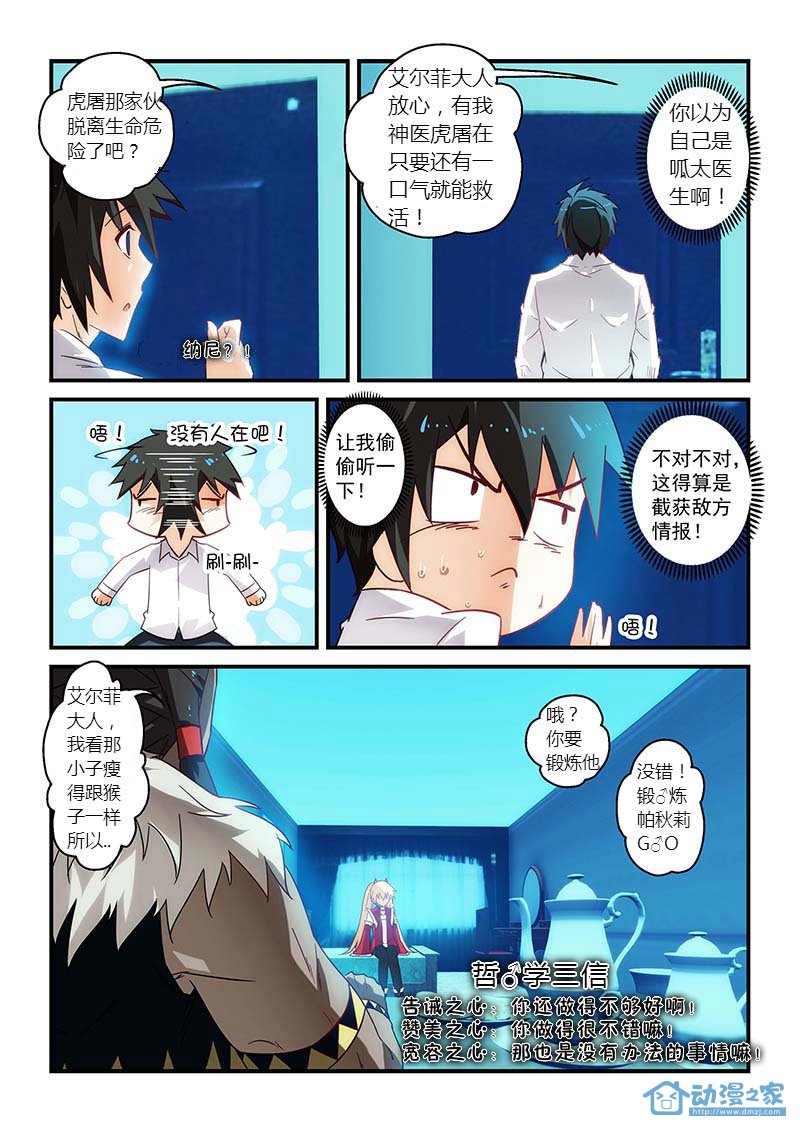 虎屠那家伙
脱离生命危
险了吧？
纳尼？！
艾尔菲大人
放心，有我
神医虎屠在
只要还有一
口气就能救
活！
你以为
自己是
呱太医
生啊！
唔！
没有人在吧！
刷-刷-
让我偷
偷听一
下！
不对不对，
这得算是
截获敌方
情报！
唔！
艾尔菲
大人，
我看那
小子瘦
得跟猴
子一样
所以..
哦？
你要
锻炼他
没错！
锻♂炼
帕秋莉
G♂O
哲♂学三信
告诫之心：你还做得不够好啊！
赞美之心：你做得很不错嘛！
宽容之心：那也是没有办法的事情嘛！
动漫之家
http://www.dmzj.com